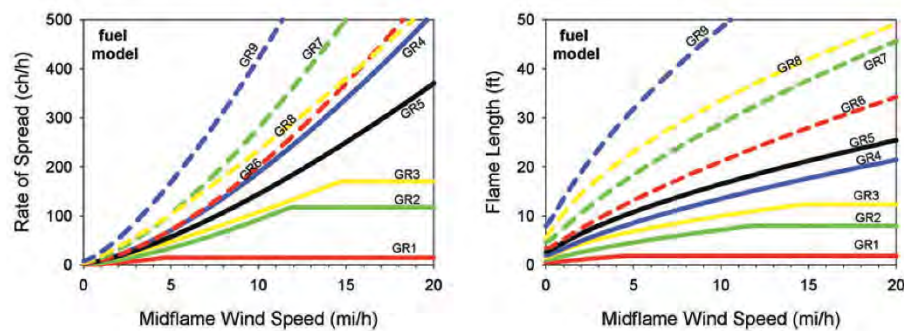 fuel
model
Rate of Spread (ch/h)
500
400
300
200
100
0
GR9
GR7
GR4
GR5
GR8
GR6
GR3
GR2
GR1
0
5
10
15
20
Midflame Wind Speed (mi/h)
fuel
model
Flame Length (ft)
50
40
30
20
10
0
GR9
GR8
GR7
GR6
GR5
GR4
GR3
GR2
GR1
0
5
10
15
20
Midflame Wind Speed (mi/h)